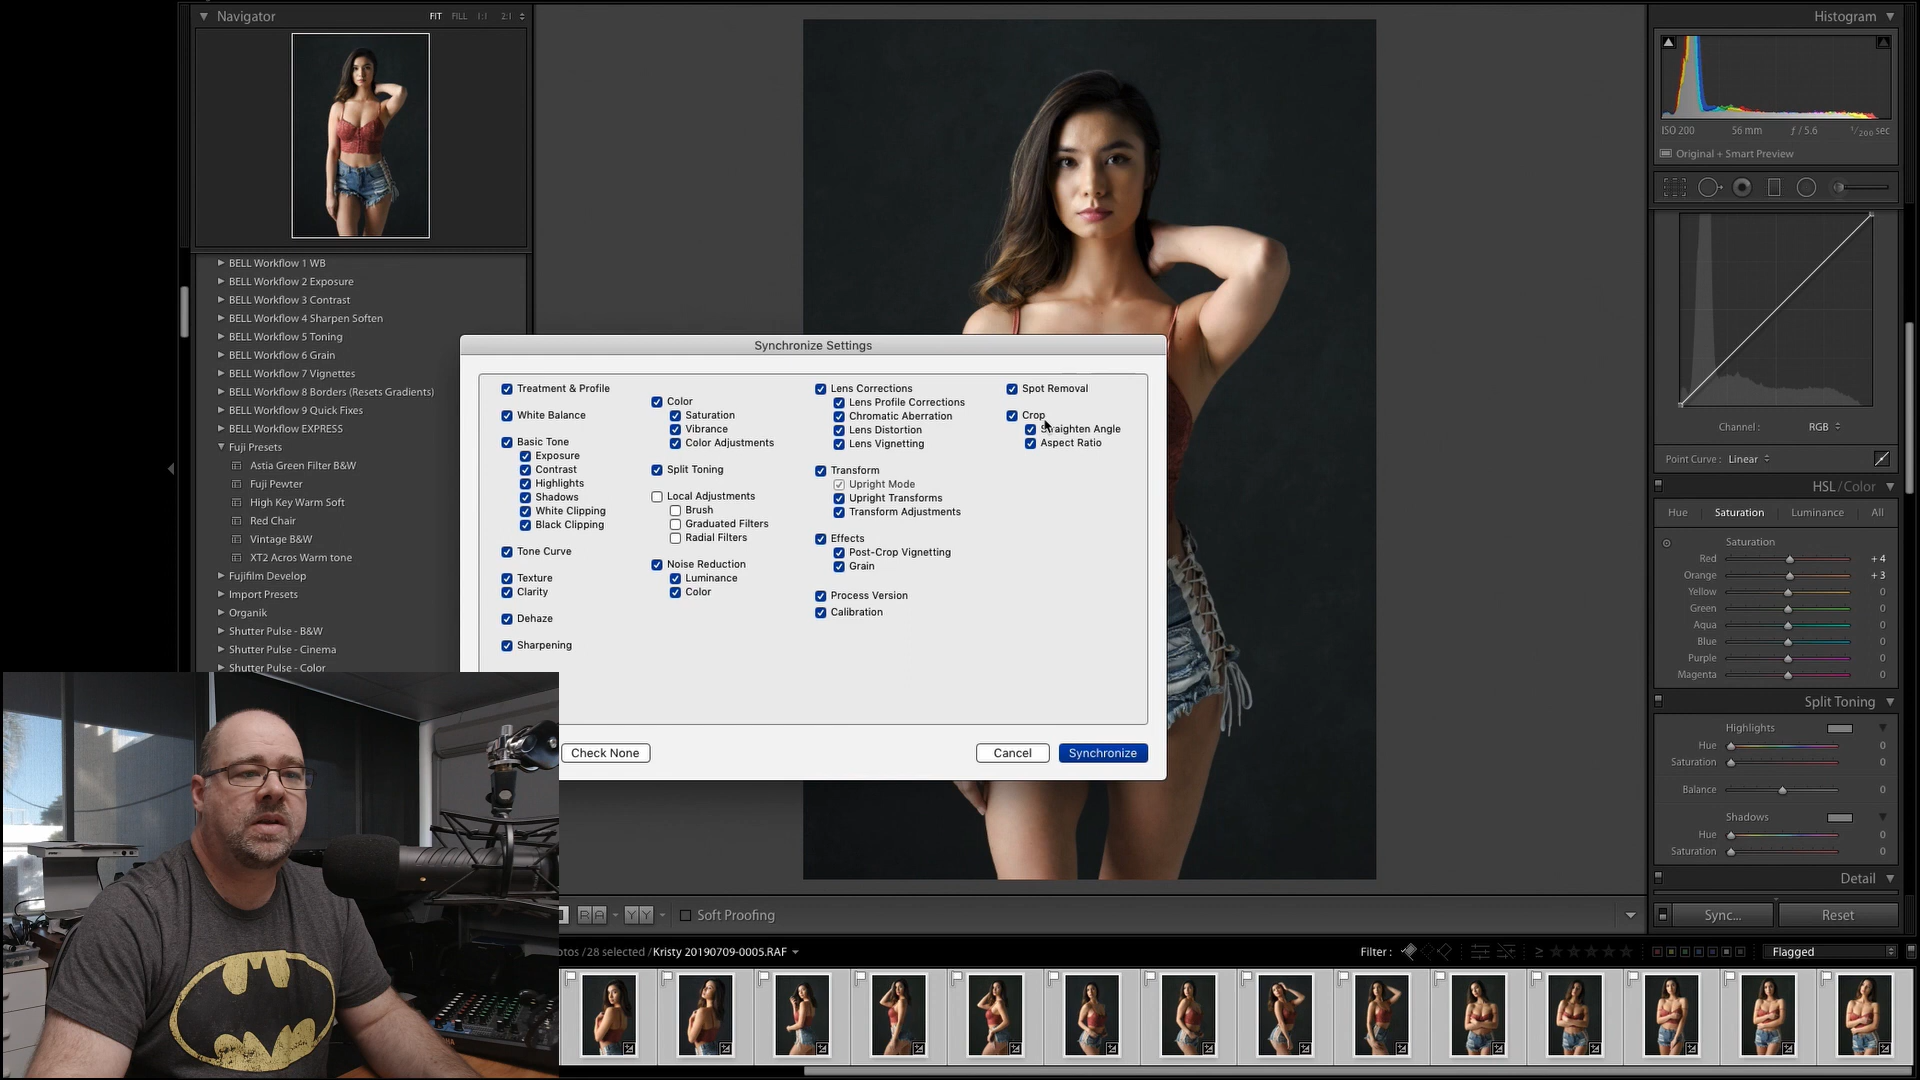 Navigator
FIT FILL 1:1 2:1
BELL Workflow 1 WB
BELL Workflow 2 Exposure
BELL Workflow 3 Contrast
BELL Workflow 4 Sharpen Soften
BELL Workflow 5 Toning
BELL Workflow 6 Grain
BELL Workflow 7 Vignettes
BELL Workflow 8 Borders (Resets Gradients)
BELL Workflow 9 Quick Fixes
BELL Workflow EXPRESS
Fuji Presets
Astia Green Filter B&W
Fuji Pewter
High Key Warm Soft
Red Chair
Vintage B&W
XT2 Acros Warm tone
Fujifilm Develop
Import Presets
Organik
Shutter Pulse - B&W
Shutter Pulse - Cinema
Shutter Pulse - Color
Synchronize Settings
Treatment & Profile
White Balance
Basic Tone
Exposure
Contrast
Highlights
Shadows
White Clipping
Black Clipping
Tone Curve
Texture
Clarity
Dehaze
Sharpening
Color
Saturation
Vibrance
Color Adjustments
Split Toning
Local Adjustments
Brush
Graduated Filters
Radial Filters
Noise Reduction
Luminance
Color
Lens Corrections
Lens Profile Corrections
Chromatic Aberration
Lens Distortion
Lens Vignetting
Transform
Upright Mode
Upright Transforms
Transform Adjustments
Effects
Post-Crop Vignetting
Grain
Process Version
Calibration
Spot Removal
Crop
Straighten Angle
Aspect Ratio
Check None
Cancel
Synchronize
Soft Proofing
otos / 28 selected / Kristy 20190709-0005.RAF
Filter :
Flagged
Histogram
ISO 200 56 mm ƒ / 5.6 1/200 sec
Original + Smart Preview
Channel : RGB
Point Curve : Linear
HSL / Color
Hue Saturation Luminance All
Saturation
Red + 4
Orange + 3
Yellow 0
Green 0
Aqua 0
Blue 0
Purple 0
Magenta 0
Split Toning
Highlights
Hue 0
Saturation 0
Balance 0
Shadows
Hue 0
Saturation 0
Detail
Sync... Reset